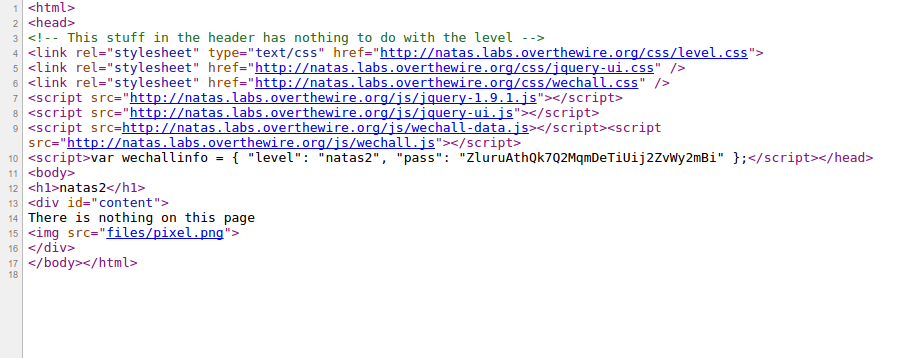 1 <html>
2 <head>
3 <!-- This stuff in the header has nothing to do with the level -->
4 <link rel="stylesheet" type="text/css" href="http://natas.labs.overthewire.org/css/level.css">
5 <link rel="stylesheet" href="http://natas.labs.overthewire.org/css/jquery-ui.css" />
6 <link rel="stylesheet" href="http://natas.labs.overthewire.org/css/wechall.css" />
7 <script src="http://natas.labs.overthewire.org/js/jquery-1.9.1.js"></script>
8 <script src="http://natas.labs.overthewire.org/js/jquery-ui.js"></script>
9 <script src=http://natas.labs.overthewire.org/js/wechall-data.js></script><script
src="http://natas.labs.overthewire.org/js/wechall.js"></script>
10 <script>var wechallinfo = { "level": "natas2", "pass": "ZluruAthQk7Q2MqmDeTiUij2ZvWy2mBi" };</script></head>
11 <body>
12 <h1>natas2</h1>
13 <div id="content">
14 There is nothing on this page
15 <img src="files/pixel.png">
16 </div>
17 </body></html>
18